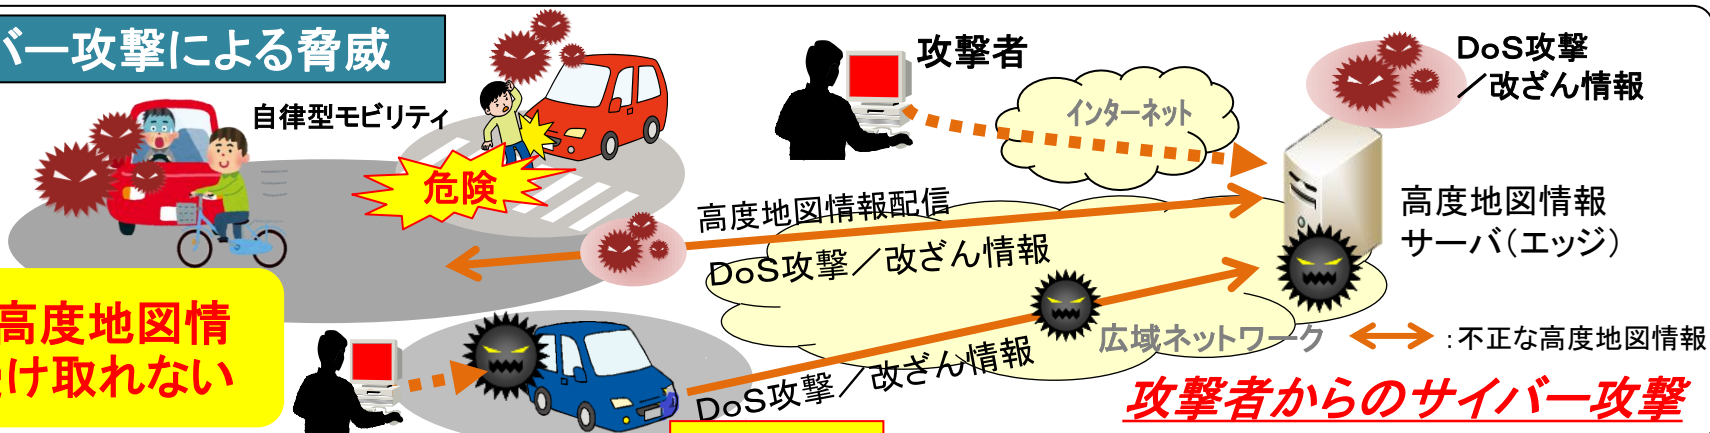 バー攻撃による脅威
自律型モビリティ
危険
攻撃者
インターネット
DoS攻撃
／改ざん情報
高度地図情報配信
DoS攻撃／改ざん情報
高度地図情報
サーバ（エッジ）
高度地図情
け取れない
DoS攻撃／改ざん情報
広域ネットワーク
：不正な高度地図情報
攻撃者からのサイバー攻撃